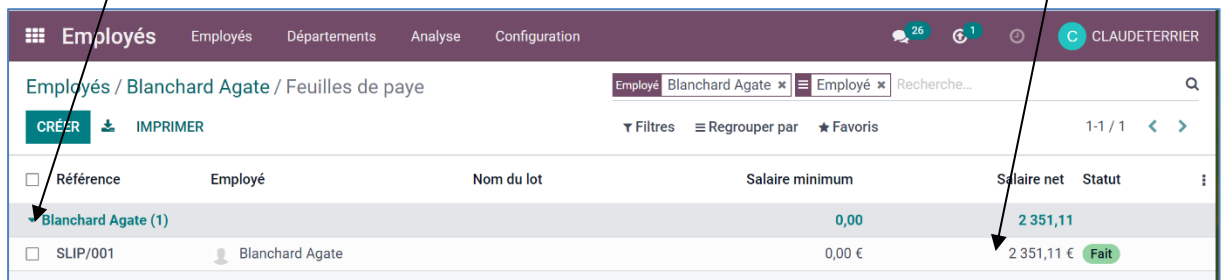 Employés Employés Départements Analyse Configuration 26 1 C CLAUDETERRIER
Employés / Blanchard Agate / Feuilles de paye Employé Blanchard Agate × Employé × Recherche...
CRÉER IMPRIMER Filtres Regrouper par Favoris 1-1 / 1
Référence Employé Nom du lot Salaire minimum Salaire net Statut
Blanchard Agate (1) 0,00 2 351,11
SLIP/001 Blanchard Agate 0,00 € 2 351,11 € Fait